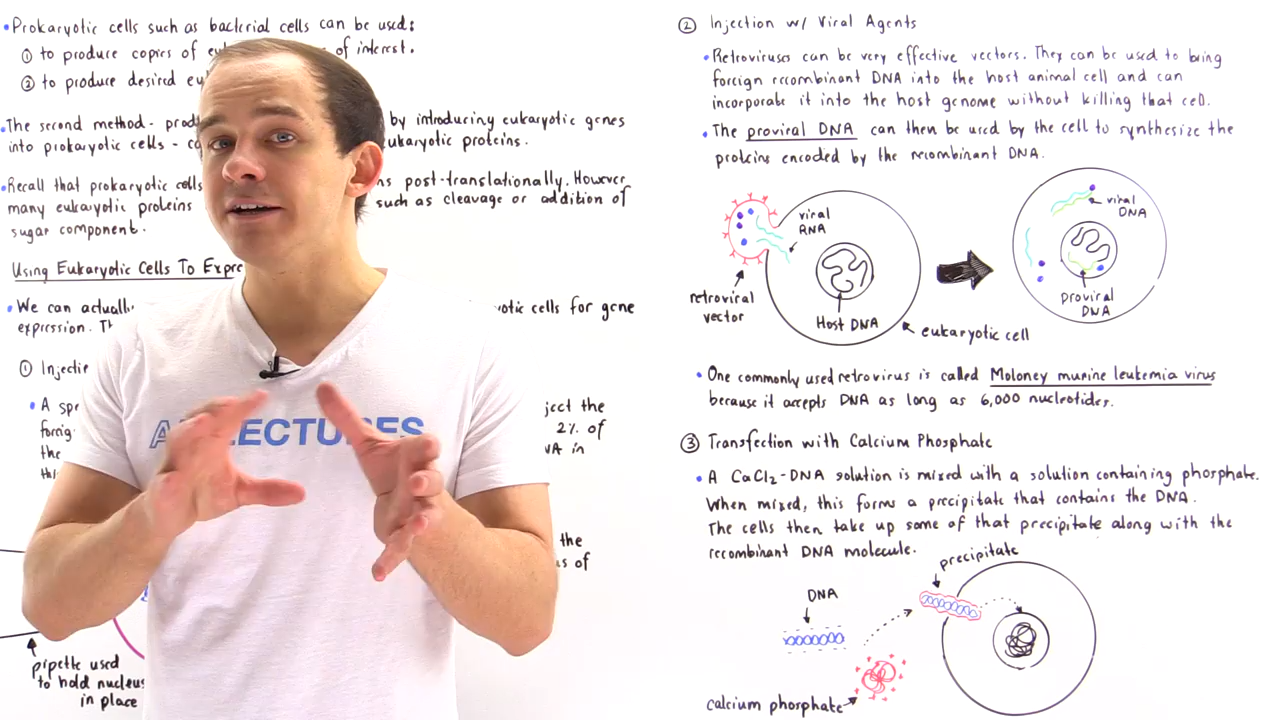 • Prokaryotic cells such as bacterial cells can be used:
① to produce copies of of interest.
② to produce desired
• The second method - by introducing eukaryotic genes
into prokaryotic cells - eukaryotic proteins.
• Recall that prokaryotic cells post-translationally. However
many eukaryotic proteins such as cleavage or addition of
sugar component.
Using Eukaryotic Cells To
• We can cells for gene
expression.
①
• A the
2% of
the in
the
of
pipette used
to hold nucleus
in place
AK LECTURES
② Injection w/ Viral Agents
• Retroviruses can be very effective vectors. They can be used to bring
foreign recombinant DNA into the host animal cell and can
incorporate it into the host genome without killing that cell.
• The proviral DNA can then be used by the cell to synthesize the
proteins encoded by the recombinant DNA.
viral
RNA
retroviral
vector
Host DNA
eukaryotic cell
viral
DNA
proviral
DNA
• One commonly used retrovirus is called Moloney murine leukemia virus
because it accepts DNA as long as 6,000 nucleotides.
③ Transfection with Calcium Phosphate
• A CaCl2-DNA solution is mixed with a solution containing phosphate.
When mixed, this forms a precipitate that contains the DNA.
The cells then take up some of that precipitate along with the
recombinant DNA molecule.
precipitate
DNA
calcium phosphate